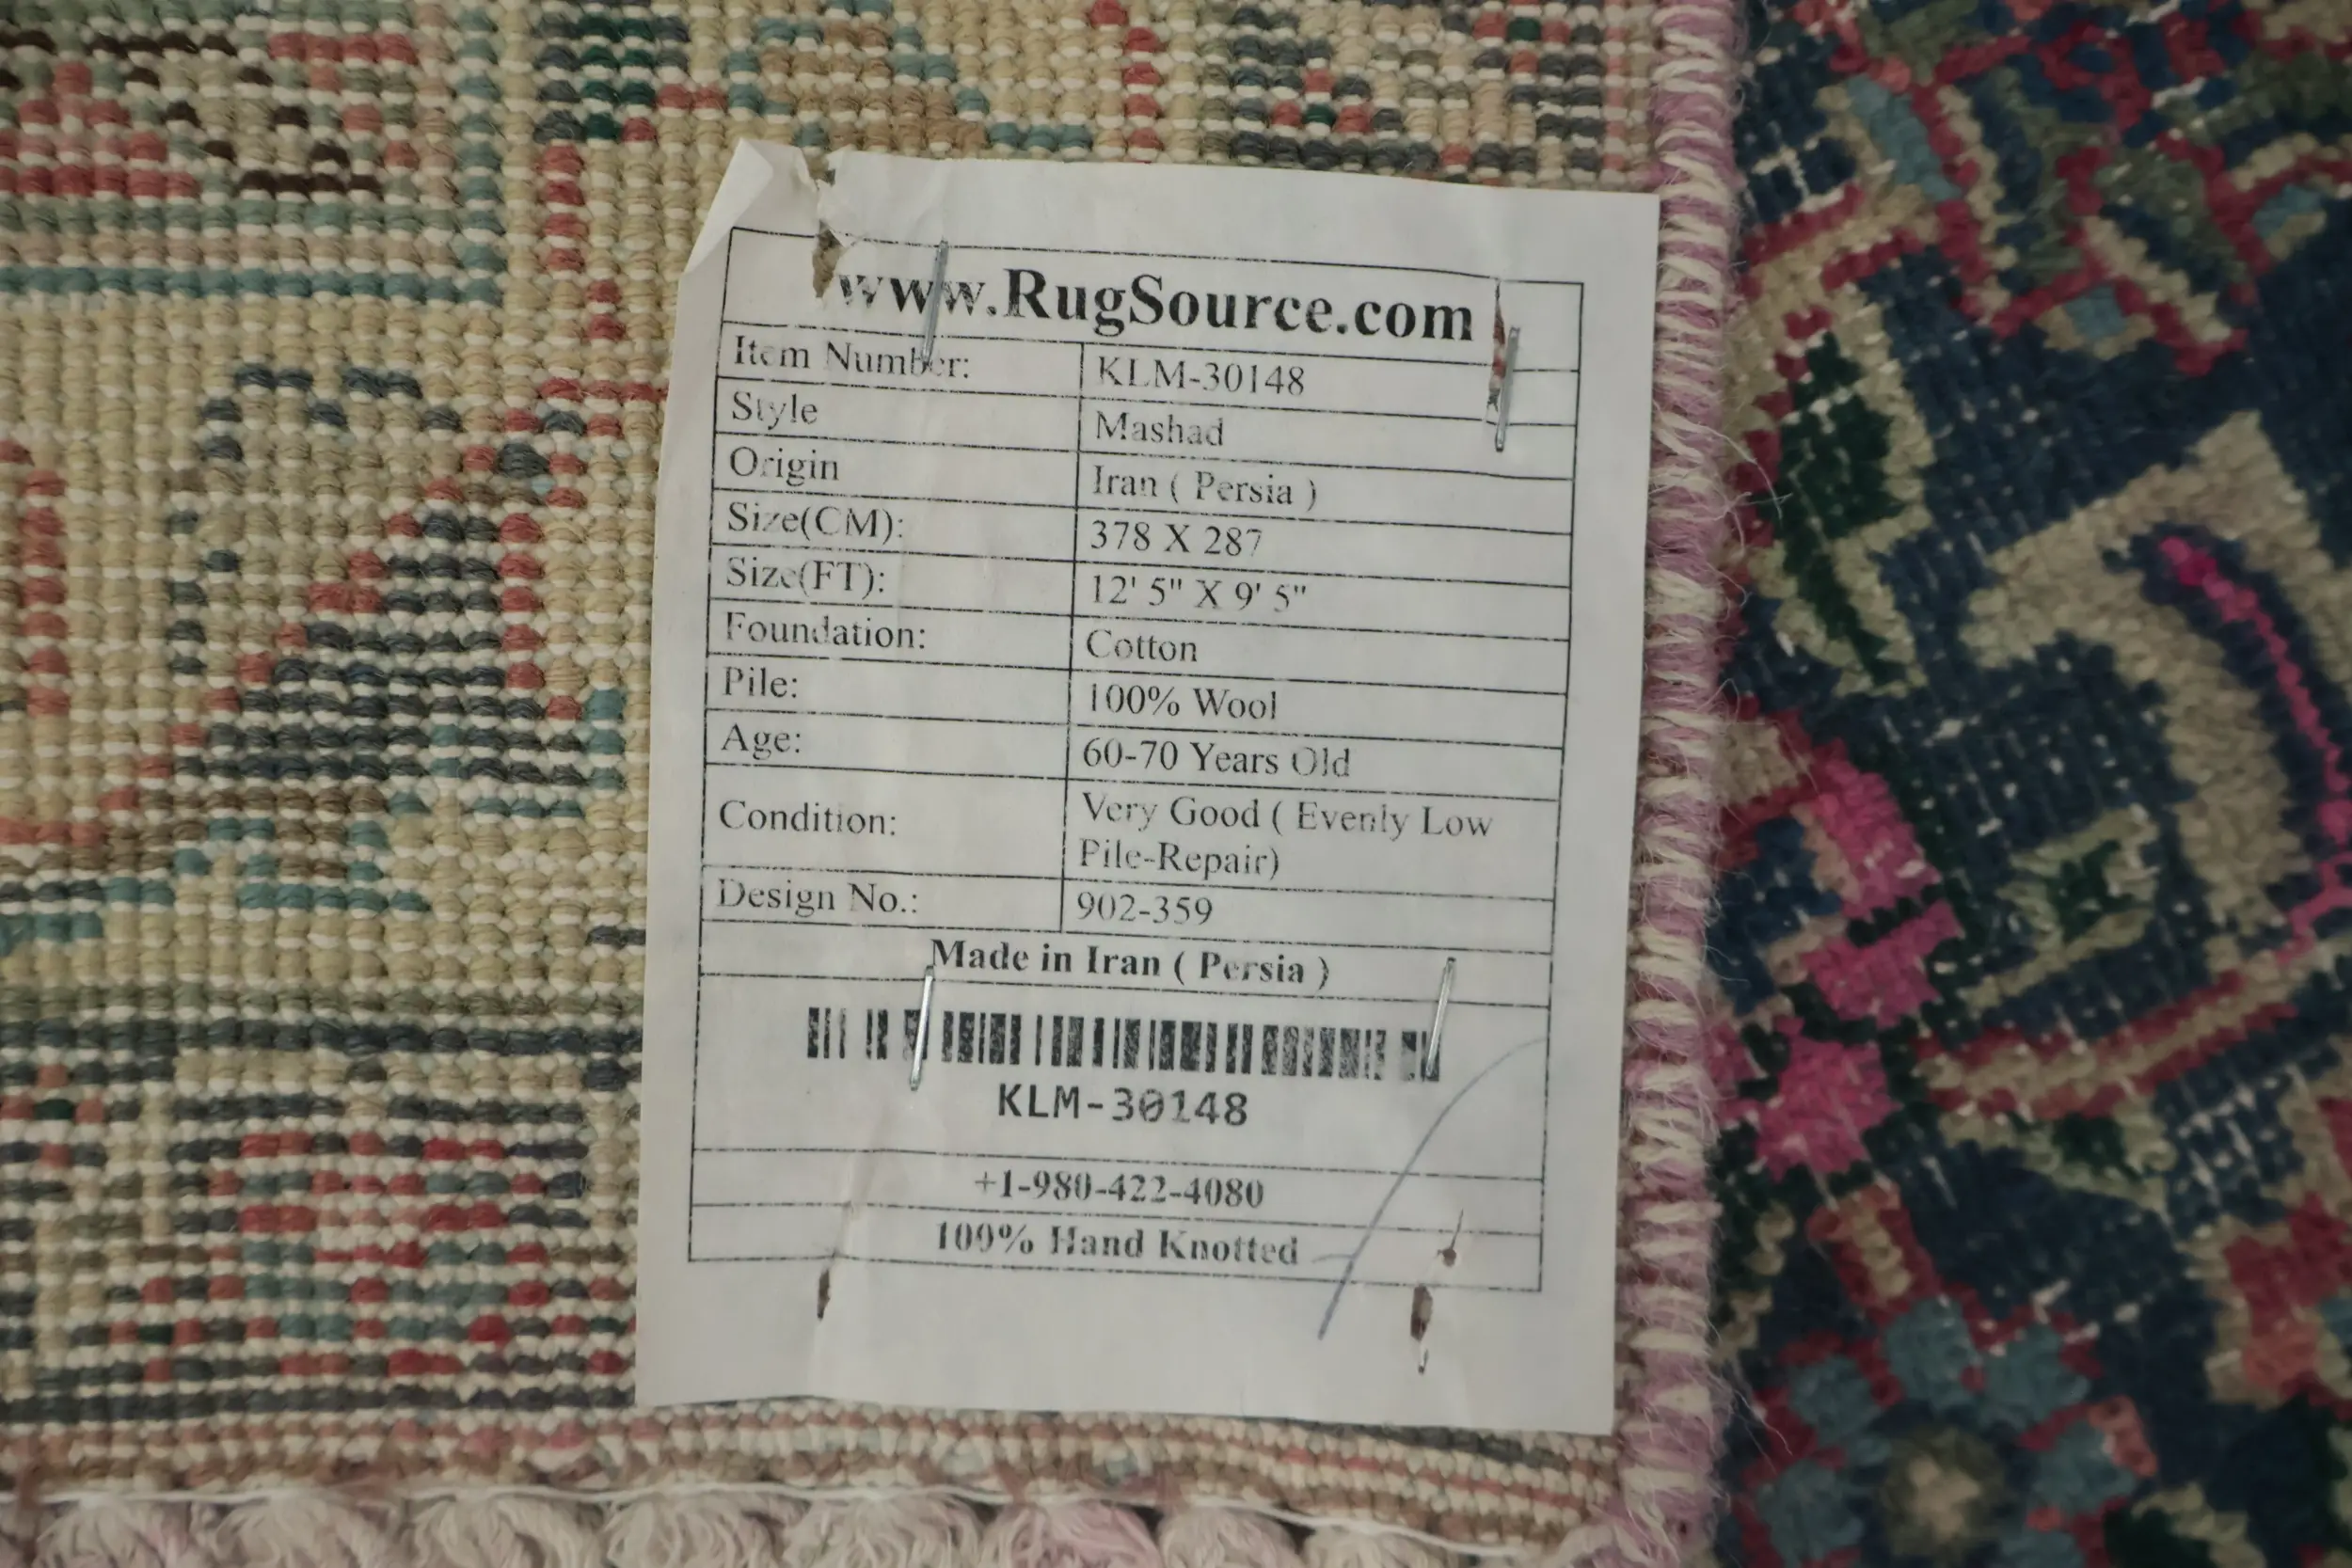 www.RugSource.com
Item Number: KLM-30148
Style Mashad
Origin Iran ( Persia )
Size(CM): 378 X 287
Size(FT): 12' 5" X 9' 5"
Foundation: Cotton
Pile: 100% Wool
Age: 60-70 Years Old
Condition: Very Good ( Evenly Low
Pile-Repair)
Design No.: 902-359
Made in Iran ( Persia )
KLM-30148
+1-980-422-4080
100% Hand Knotted